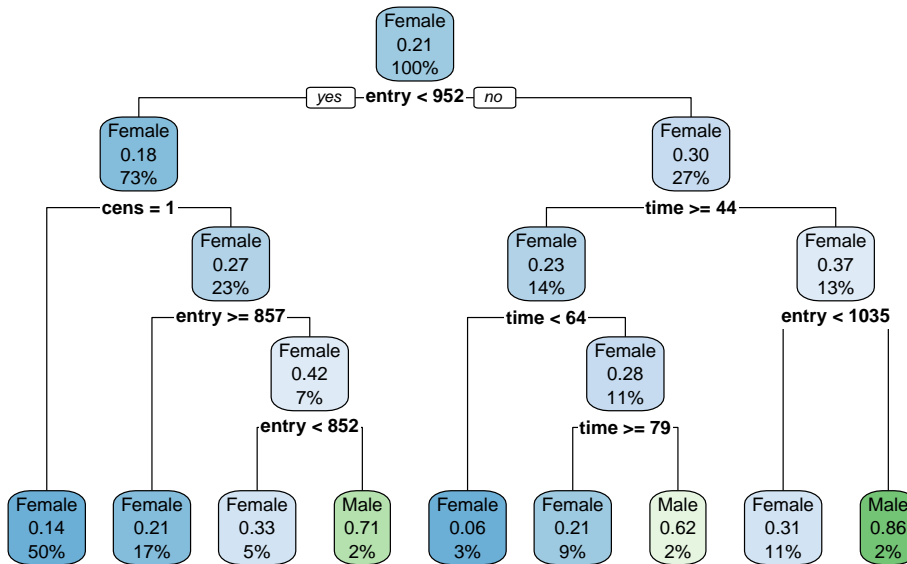 Female
0.21
100%
yes entry < 952 no
Female
0.18
73%
Female
0.30
27%
cens = 1
time >= 44
Female
0.27
23%
Female
0.23
14%
Female
0.37
13%
entry >= 857
time < 64
entry < 1035
Female
0.42
7%
Female
0.28
11%
entry < 852
time >= 79
Female
0.14
50%
Female
0.21
17%
Female
0.33
5%
Male
0.71
2%
Female
0.06
3%
Female
0.21
9%
Male
0.62
2%
Female
0.31
11%
Male
0.86
2%